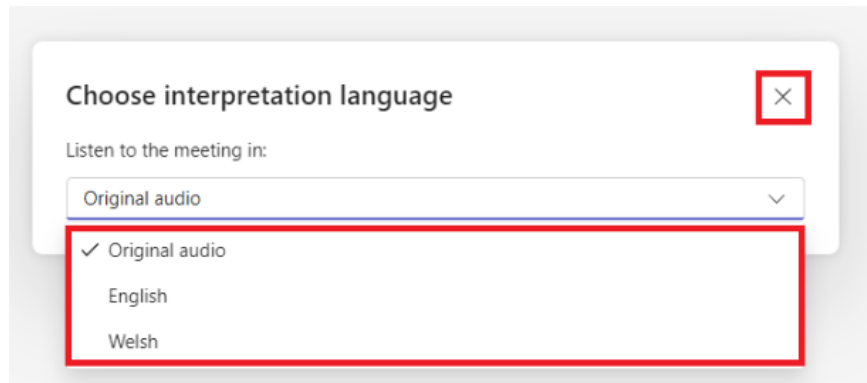 Choose interpretation language
Listen to the meeting in:
Original audio
Original audio
English
Welsh